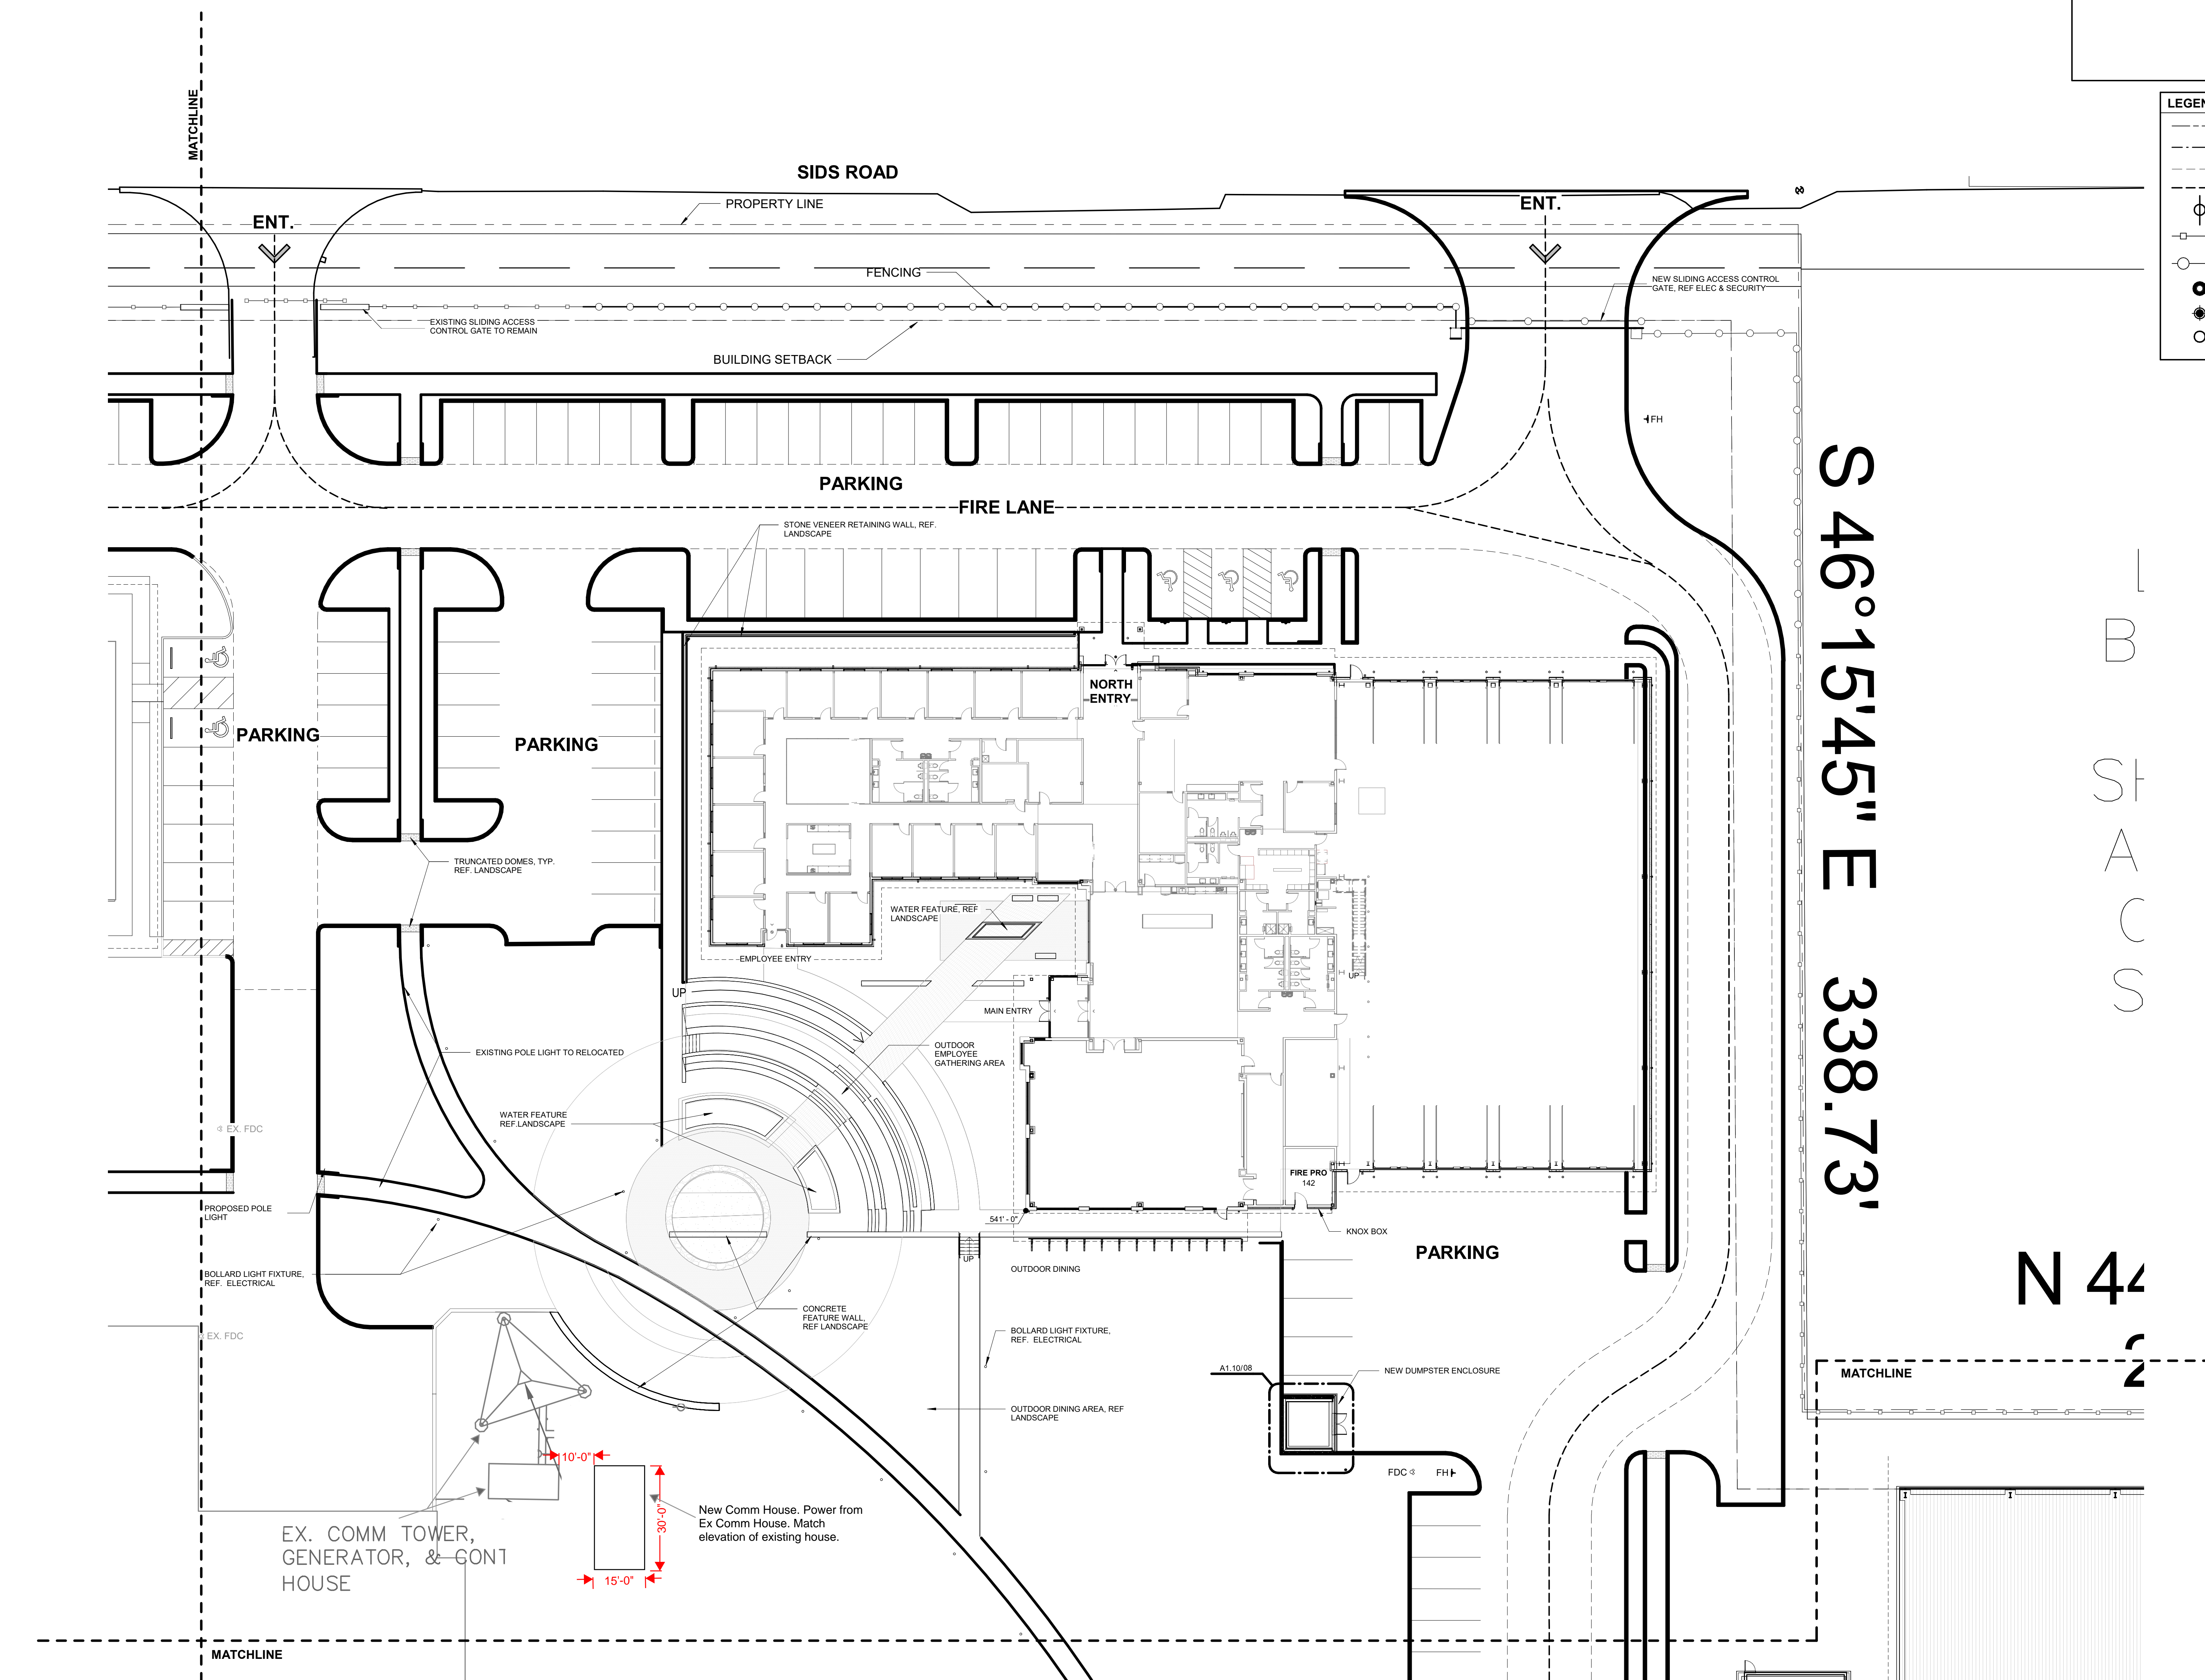 MATCHLINE
SIDS ROAD
LEGEN
PROPERTY LINE
ENT.
ENT.
FENCING
NEW SLIDING ACCESS CONTROL
GATE, REF ELEC & SECURITY
EXISTING SLIDING ACCESS
CONTROL GATE TO REMAIN
BUILDING SETBACK
FH
PARKING
FIRE LANE
STONE VENEER RETAINING WALL, REF.
LANDSCAPE
S 46°15'45" E 338.73'
L
B
SH
A
C
S
NORTH
ENTRY
PARKING
PARKING
TRUNCATED DOMES, TYP.
REF. LANDSCAPE
WATER FEATURE, REF
LANDSCAPE
EMPLOYEE ENTRY
UP
UP
MAIN ENTRY
EXISTING POLE LIGHT TO RELOCATED
OUTDOOR
EMPLOYEE
GATHERING AREA
WATER FEATURE
REF.LANDSCAPE
EX. FDC
FIRE PRO
142
PROPOSED POLE
LIGHT
541' - 0"
KNOX BOX
PARKING
UP
OUTDOOR DINING
BOLLARD LIGHT FIXTURE,
REF. ELECTRICAL
N 44
2
CONCRETE
FEATURE WALL,
REF LANDSCAPE
EX. FDC
BOLLARD LIGHT FIXTURE,
REF. ELECTRICAL
A1.10/08
NEW DUMPSTER ENCLOSURE
MATCHLINE
OUTDOOR DINING AREA, REF
LANDSCAPE
10'-0"
FDC
FH
New Comm House. Power from
Ex Comm House. Match
elevation of existing house.
30'-0"
15'-0"
EX. COMM TOWER,
GENERATOR, & CONT
HOUSE
MATCHLINE